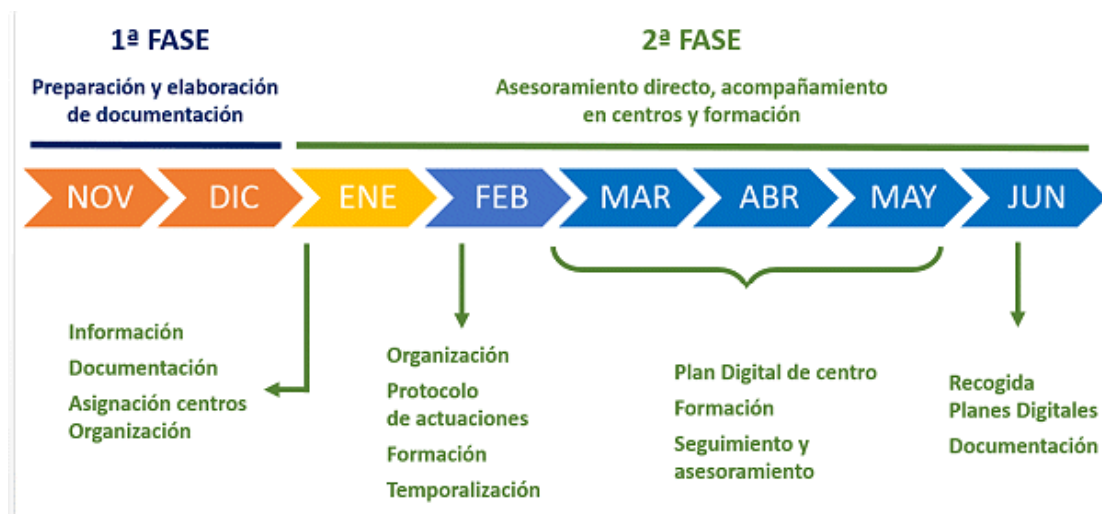 1ª FASE
Preparación y elaboración
de documentación
2ª FASE
Asesoramiento directo, acompañamiento
en centros y formación
NOV
DIC
ENE
FEB
MAR
ABR
MAY
JUN
Información
Documentación
Asignación centros
Organización
Organización
Protocolo
de actuaciones
Formación
Temporalización
Plan Digital de centro
Formación
Seguimiento y
asesoramiento
Recogida
Planes Digitales
Documentación